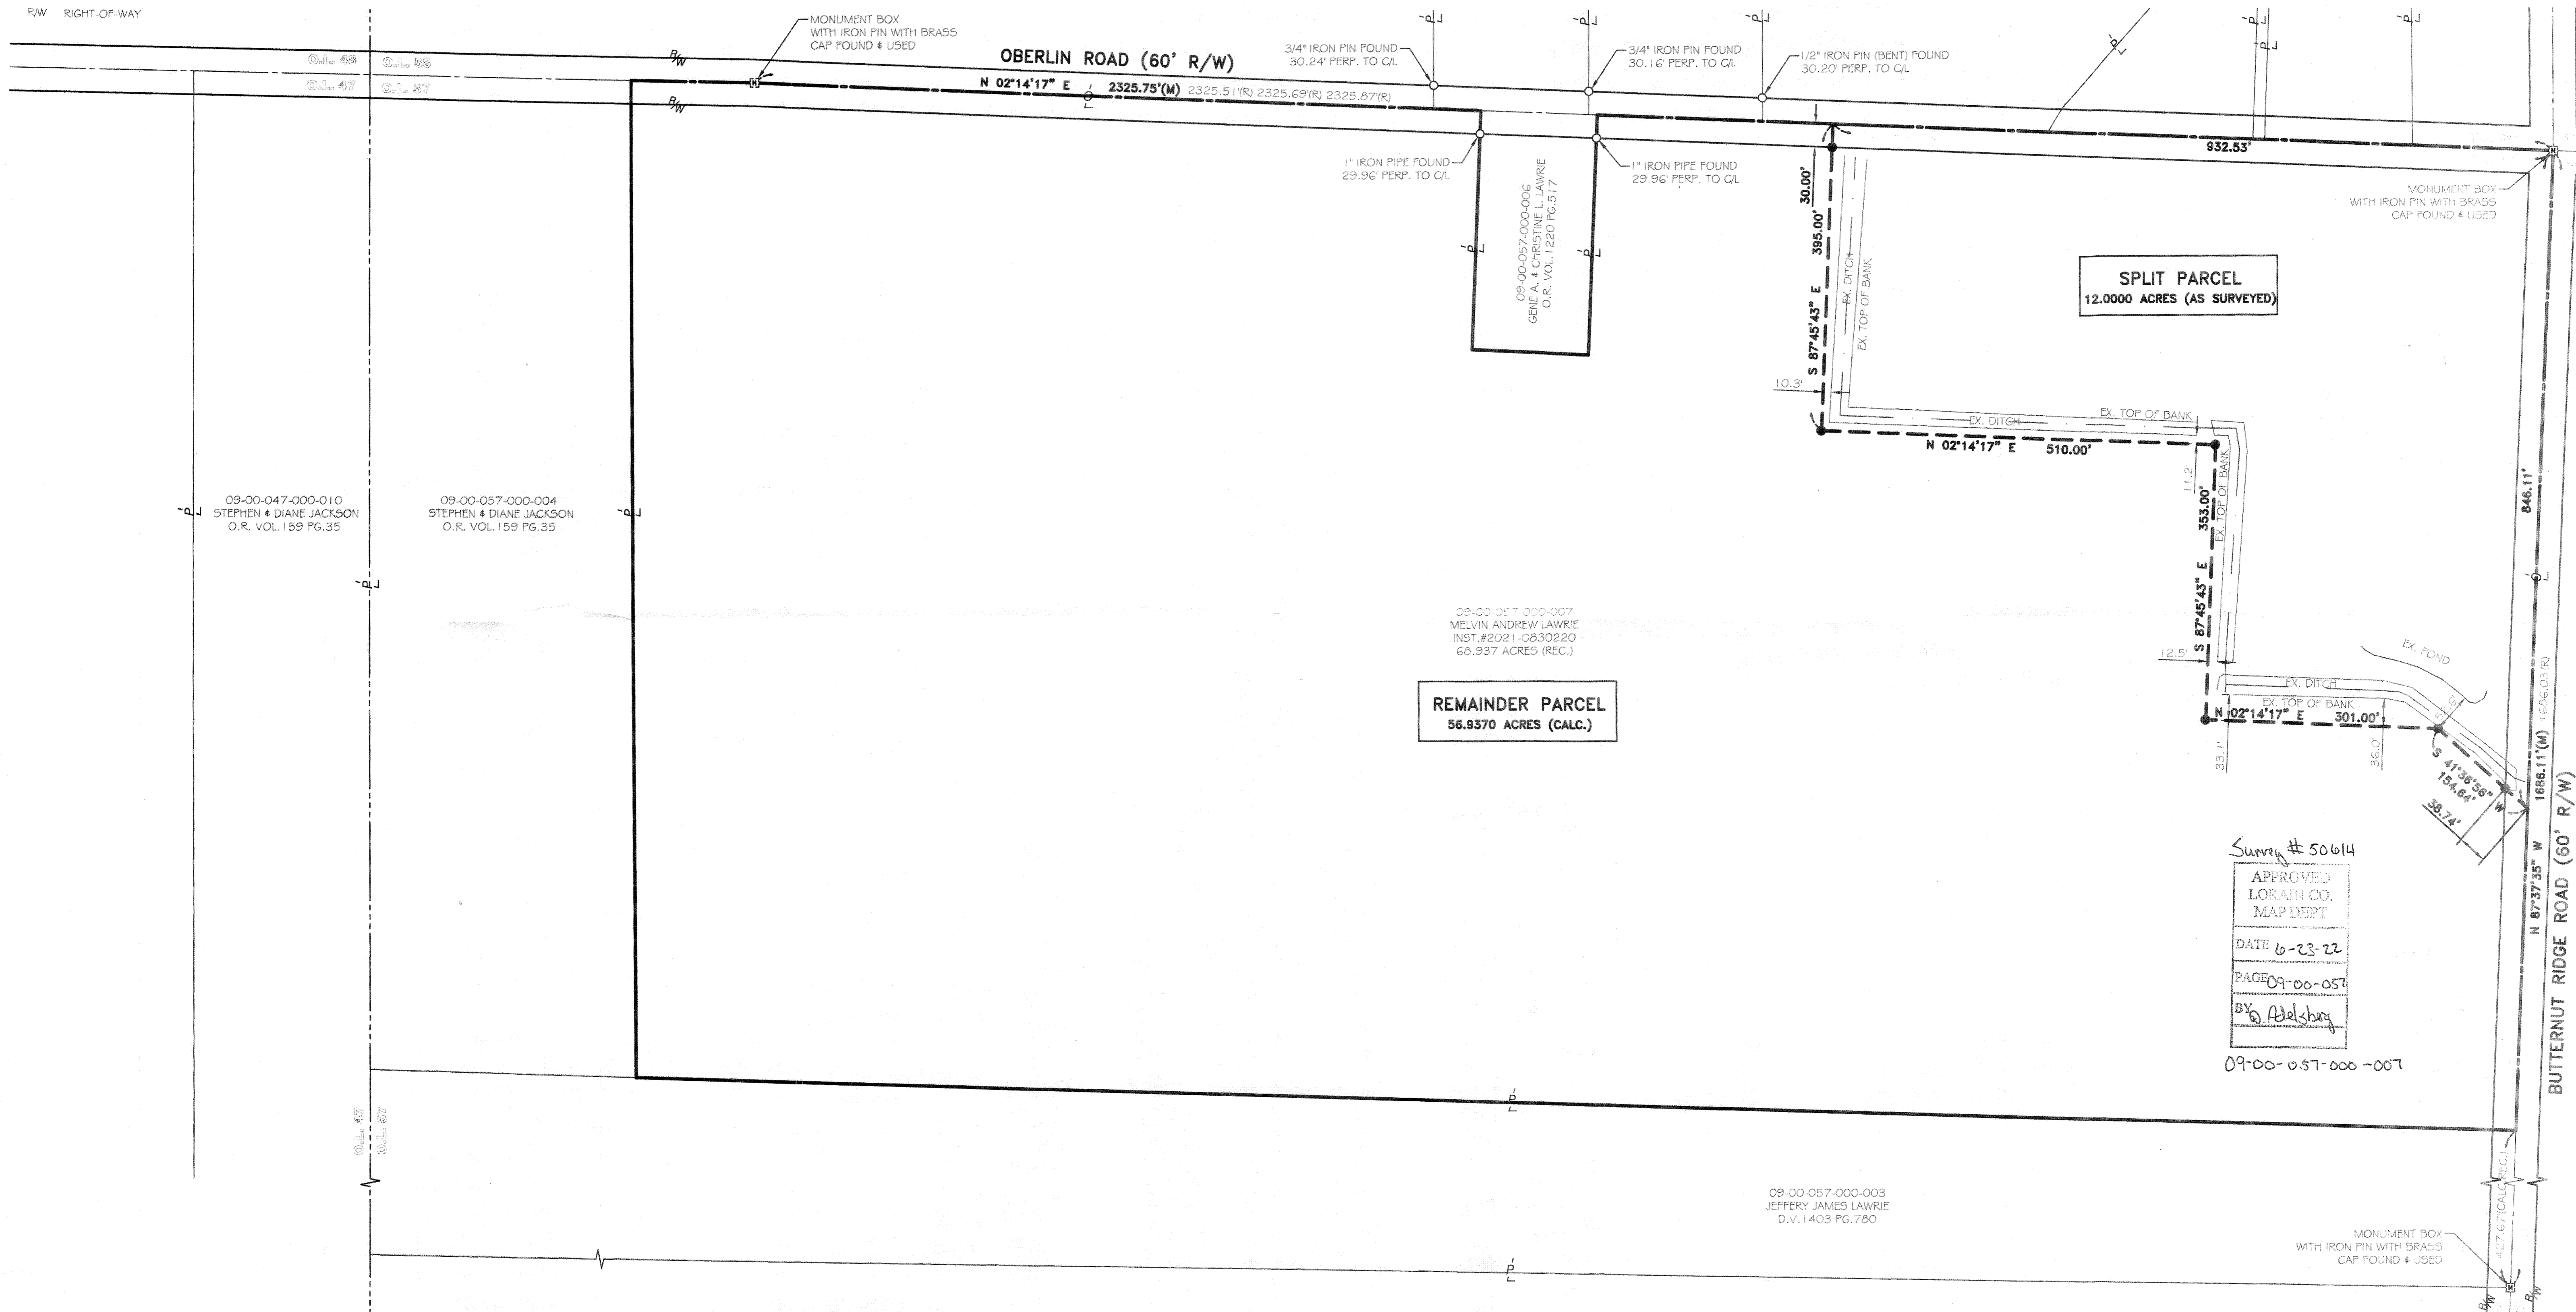 R/W RIGHT-OF-WAY
MONUMENT BOX
WITH IRON PIN WITH BRASS
CAP FOUND & USED
O.L. 48
O.L. 58
O.L. 47
O.L. 57
R/W
R/W
OBERLIN ROAD (60' R/W)
N 02°14'17" E 2325.75'(M) 2325.51'(R) 2325.69'(R) 2325.87'(R)
3/4" IRON PIN FOUND
30.24' PERP. TO C/L
3/4" IRON PIN FOUND
30.16' PERP. TO C/L
1/2" IRON PIN (BENT) FOUND
30.20' PERP. TO C/L
1" IRON PIPE FOUND
29.96' PERP. TO C/L
1" IRON PIPE FOUND
29.96' PERP. TO C/L
09-00-057-000-006
GENE A. & CHRISTINE L. LAWRIE
O.R. VOL.1220 PG.517
932.53'
MONUMENT BOX
WITH IRON PIN WITH BRASS
CAP FOUND & USED
30.00'
S 87°45'43" E 395.00'
EX. DITCH
EX. TOP OF BANK
SPLIT PARCEL
12.0000 ACRES (AS SURVEYED)
10.3'
EX. DITCH
EX. TOP OF BANK
N 02°14'17" E 510.00'
11.2'
S 87°45'43" E 353.00'
EX. TOP OF BANK
846.11'
09-00-047-000-010
STEPHEN & DIANE JACKSON
O.R. VOL.159 PG.35
09-00-057-000-004
STEPHEN & DIANE JACKSON
O.R. VOL.159 PG.35
09-00-057-000-007
MELVIN ANDREW LAWRIE
INST.#2021-0830220
68.937 ACRES (REC.)
REMAINDER PARCEL
56.9370 ACRES (CALC.)
12.5'
EX. POND
EX. DITCH
EX. TOP OF BANK
52.6'
N 02°14'17" E 301.00'
33.1'
36.0'
S 41°36'56" W
154.64'
38.74'
N 87°37'35" W 1686.11'(M) 1686.03'(R)
BUTTERNUT RIDGE ROAD (60' R/W)
Survey # 50614
APPROVED
LORAIN CO.
MAP DEPT
DATE 6-23-22
PAGE 09-00-057
BY D. Adelsberg
09-00-057-000-007
O.L. 47
O.L. 57
09-00-057-000-003
JEFFERY JAMES LAWRIE
D.V.1403 PG.780
427.67'(CALC. REC.)
MONUMENT BOX
WITH IRON PIN WITH BRASS
CAP FOUND & USED
R/W
R/W